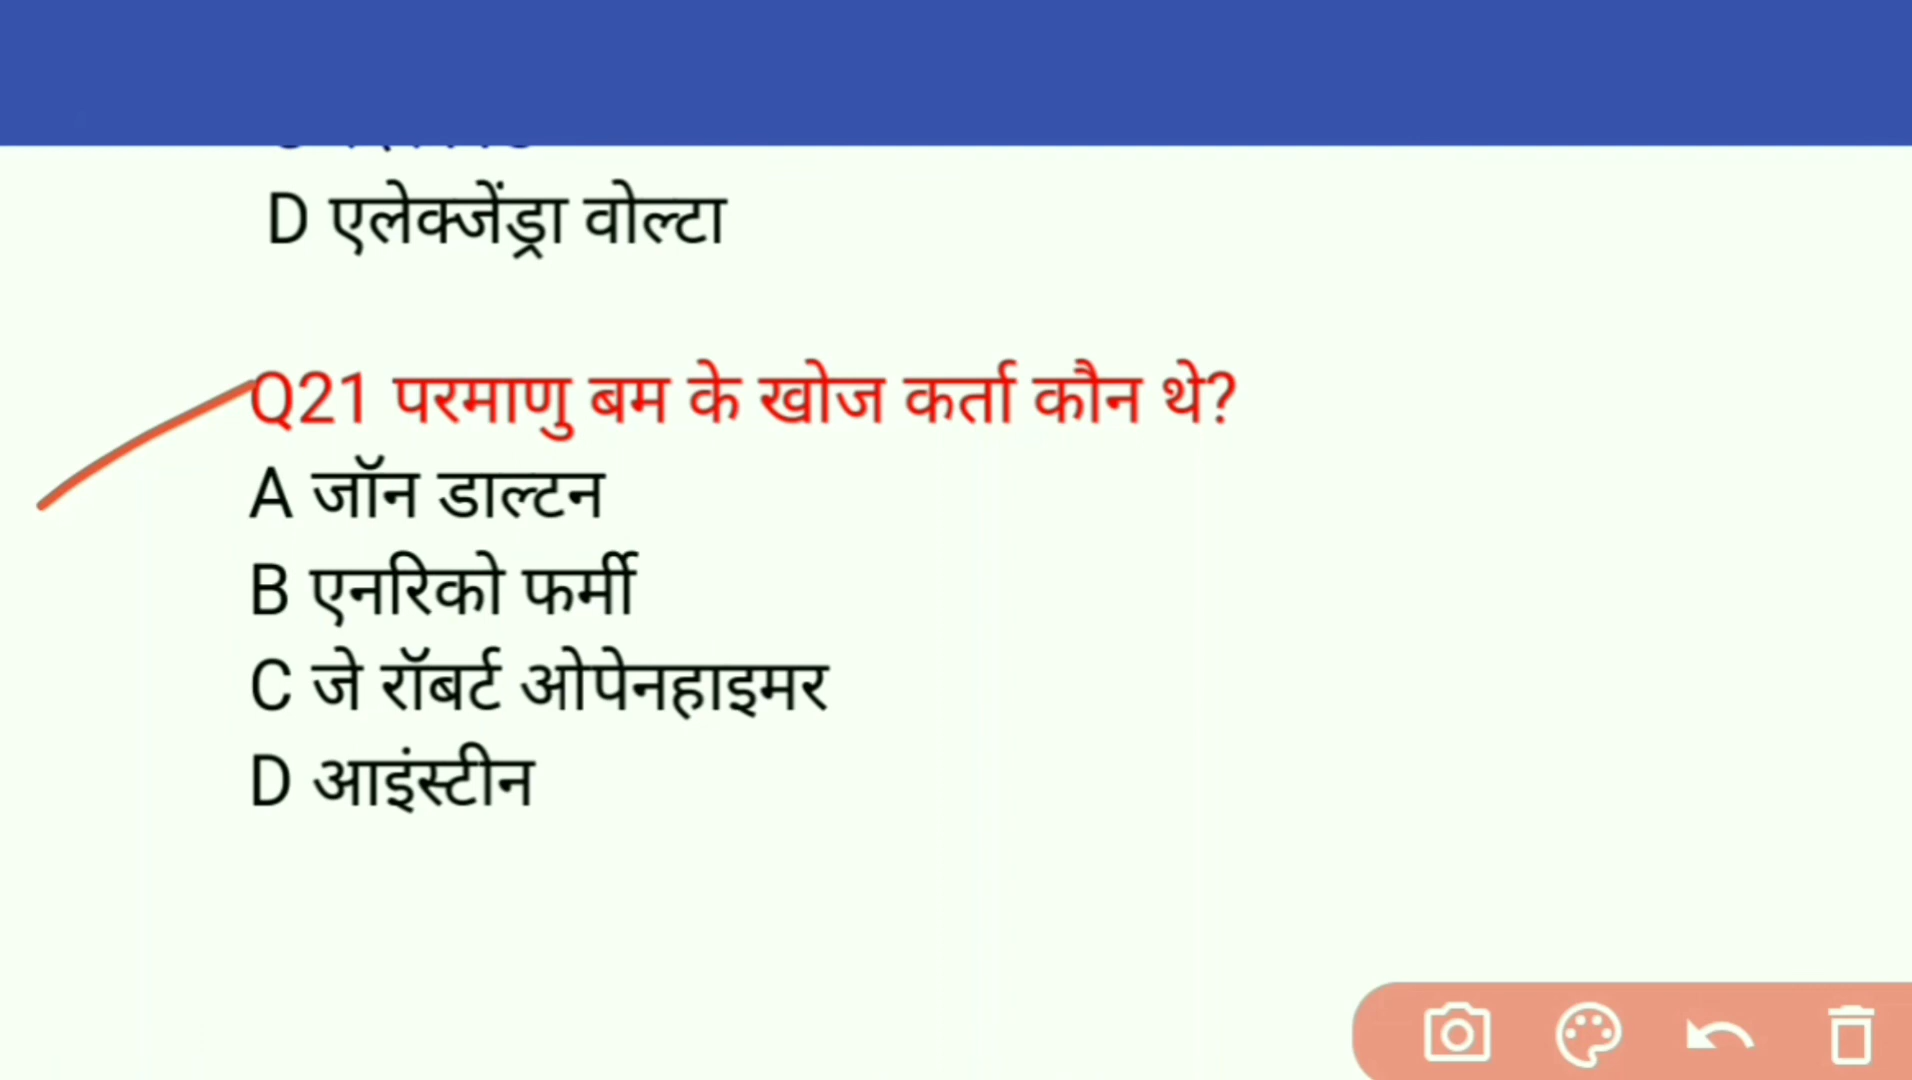 D एलेक्जेंड्रा वोल्टा
Q21 परमाणु बम के खोज कर्ता कौन थे?
A जॉन डाल्टन
B एनरिको फर्मी
C जे रॉबर्ट ओपेनहाइमर
D आइंस्टीन